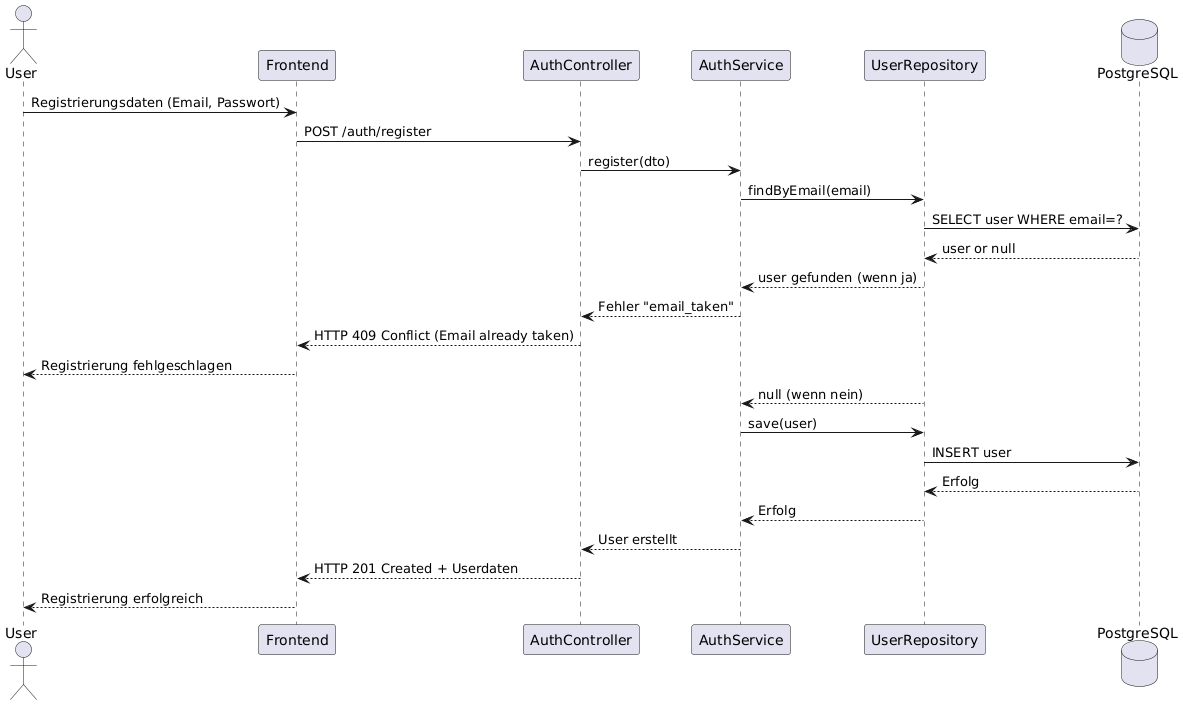 User
Frontend
AuthController
AuthService
UserRepository
PostgreSQL
Registrierungsdaten (Email, Passwort)
POST /auth/register
register(dto)
findByEmail(email)
SELECT user WHERE email=?
user or null
user gefunden (wenn ja)
Fehler "email_taken"
HTTP 409 Conflict (Email already taken)
Registrierung fehlgeschlagen
null (wenn nein)
save(user)
INSERT user
Erfolg
Erfolg
User erstellt
HTTP 201 Created + Userdaten
Registrierung erfolgreich
User
Frontend
AuthController
AuthService
UserRepository
PostgreSQL